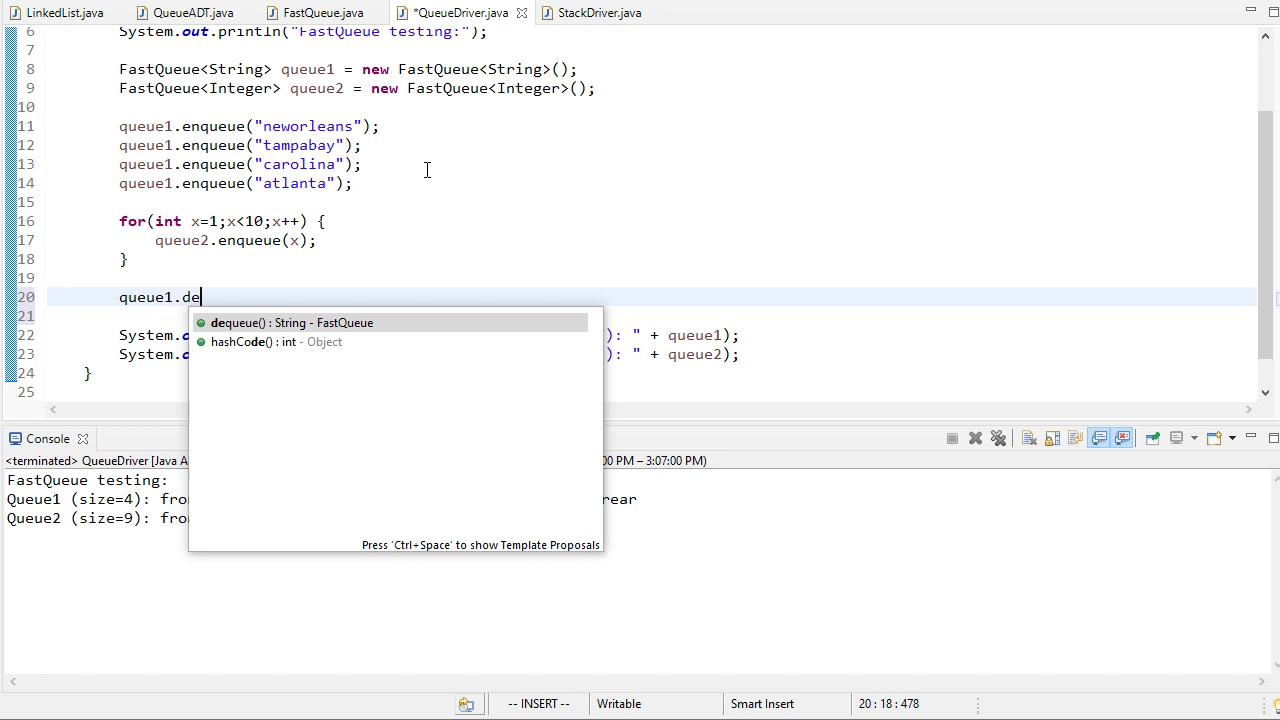 LinkedList.java QueueADT.java FastQueue.java *QueueDriver.java StackDriver.java
6 System.out.println("FastQueue testing:");
7
8 FastQueue<String> queue1 = new FastQueue<String>();
9 FastQueue<Integer> queue2 = new FastQueue<Integer>();
10
11 queue1.enqueue("neworleans");
12 queue1.enqueue("tampabay");
13 queue1.enqueue("carolina");
14 queue1.enqueue("atlanta");
15
16 for(int x=1;x<10;x++) {
17 queue2.enqueue(x);
18 }
19
20 queue1.de
21
dequeue() : String - FastQueue
hashCode() : int - Object
Press 'Ctrl+Space' to show Template Proposals
22 System.o ): " + queue1);
23 System.o ): " + queue2);
24 }
25
Console
<terminated> QueueDriver [Java A 00 PM – 3:07:00 PM)
FastQueue testing:
Queue1 (size=4): fro rear
Queue2 (size=9): fro
-- INSERT -- Writable Smart Insert 20 : 18 : 478